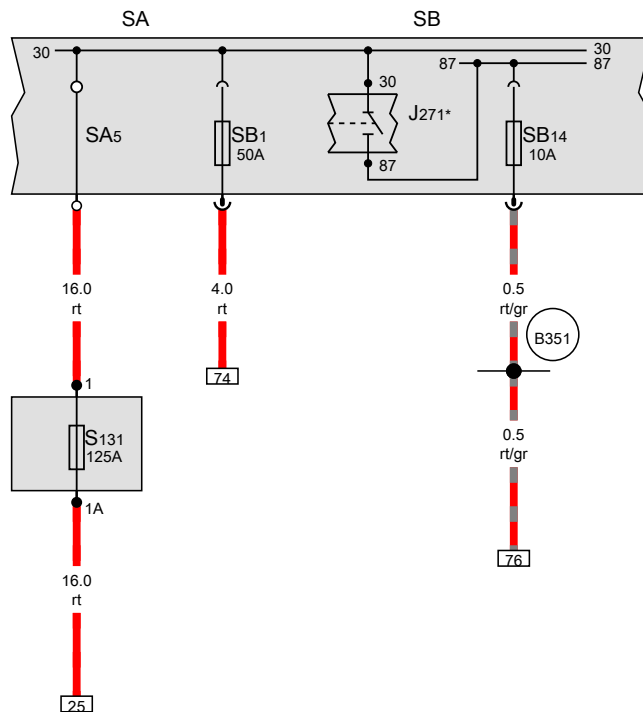 SA SB
30 30
87 87
30
SA5 SB1 J271* SB14
50A 10A
87
16.0 4.0 0.5
rt rt rt/gr
B351
74
1
S131
125A
0.5
rt/gr
1A
76
16.0
rt
25